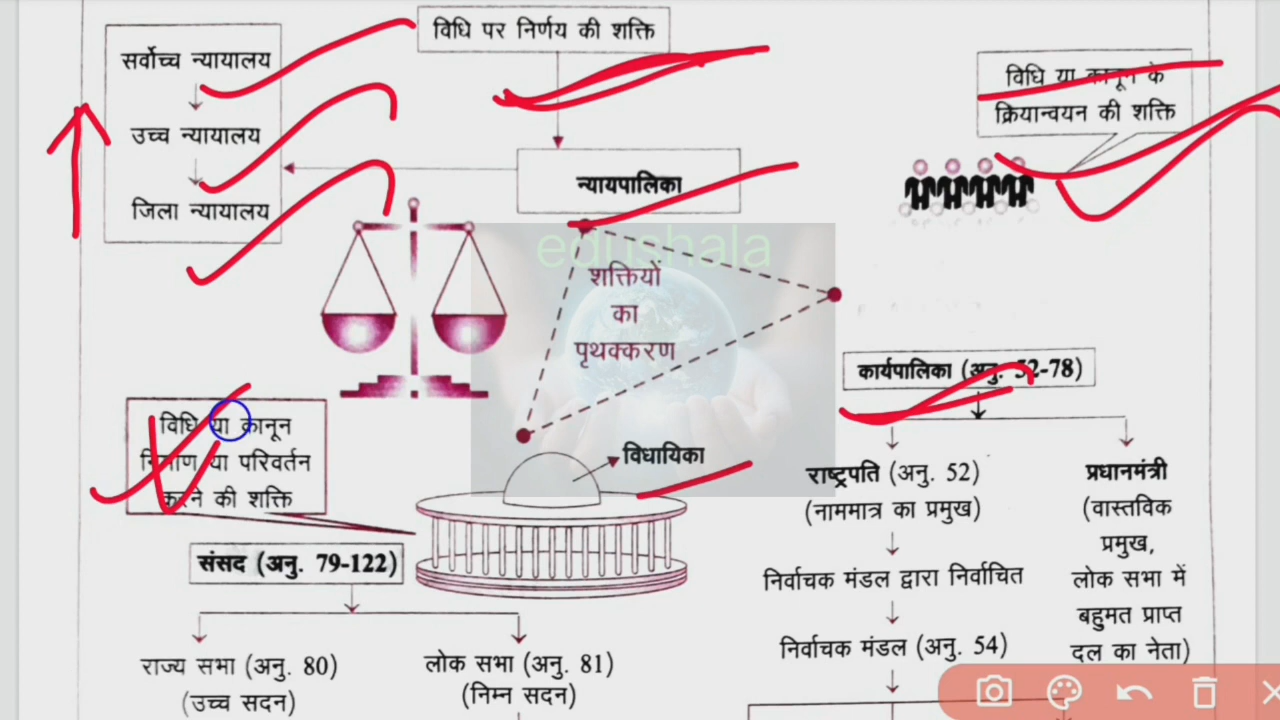 विधि पर निर्णय की शक्ति
सर्वोच्च न्यायालय
उच्च न्यायालय
जिला न्यायालय
विधि या कानून के
क्रियान्वयन की शक्ति
न्यायपालिका
edushala
शक्तियों
का
पृथक्करण
कार्यपालिका (अनु. 52-78)
विधि या कानून
निर्माण या परिवर्तन
करने की शक्ति
विधायिका
राष्ट्रपति (अनु. 52)
(नाममात्र का प्रमुख)
निर्वाचक मंडल द्वारा निर्वाचित
निर्वाचक मंडल (अनु. 54)
प्रधानमंत्री
(वास्तविक
प्रमुख,
लोक सभा में
बहुमत प्राप्त
दल का नेता)
संसद (अनु. 79-122)
राज्य सभा (अनु. 80)
(उच्च सदन)
लोक सभा (अनु. 81)
(निम्न सदन)